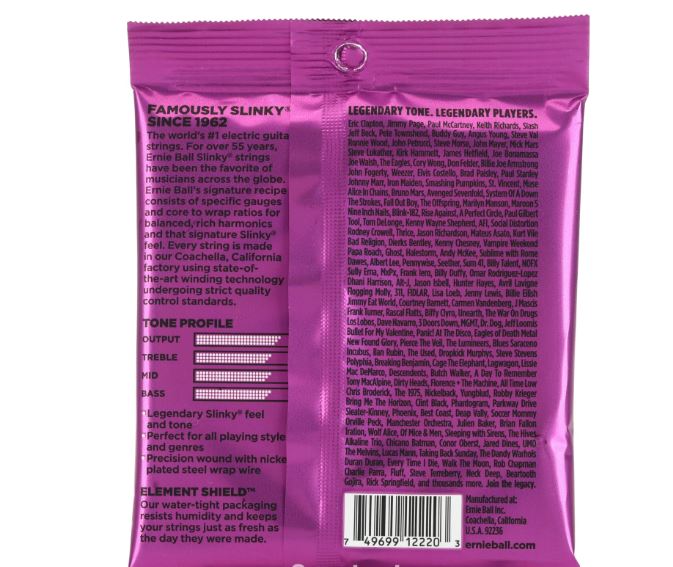 FAMOUSLY SLINKY®
SINCE 1962
The world's #1 electric guita
strings. For over 55 years,
Ernie Ball Slinky® strings
have been the favorite of
musicians across the globe.
Ernie Ball's signature recipe
consists of specific gauges
and core to wrap ratios for
balanced, rich harmonics
and that signature Slinky®
feel. Every string is made
in our Coachella, California
factory using state-of-
the-art winding technology
undergoing strict quality
control standards.
TONE PROFILE
OUTPUT
TREBLE
MID
BASS
Legendary Slinky® feel
and tone
Perfect for all playing style
and genres
Precision wound with nicke
plated steel wrap wire
ELEMENT SHIELD™
Our water-tight packaging
resists humidity and keeps
your strings just as fresh as
the day they were made.
LEGENDARY TONE. LEGENDARY PLAYERS.
Eric Clapton, Jimmy Page, Paul McCartney, Keith Richards, Slash
Jeff Beck, Pete Townshend, Buddy Guy, Angus Young, Steve Vai
Ronnie Wood, John Petrucci, Steve Morse, John Mayer, Mick Mars
Steve Lukather, Kirk Hammett, James Hetfield, Joe Bonamassa
Joe Walsh, The Eagles, Cory Wong, Don Felder, Billie Joe Armstrong
John Fogerty, Weezer, Elvis Costello, Brad Paisley, Paul Stanley
Johnny Marr, Iron Maiden, Smashing Pumpkins, St. Vincent, Muse
Alice In Chains, Bruno Mars, Avenged Sevenfold, System Of A Down
The Strokes, Fall Out Boy, The Offspring, Marilyn Manson, Maroon 5
Nine Inch Nails, Blink-182, Rise Against, A Perfect Circle, Paul Gilbert
Tool, Tom DeLonge, Kenny Wayne Shepherd, AFI, Social Distortion
Rodney Crowell, Thrice, Jason Richardson, Mateus Asato, Kurt Vile
Bad Religion, Dierks Bentley, Kenny Chesney, Vampire Weekend
Papa Roach, Ghost, Halestorm, Andy McKee, Sublime with Rome
Dawes, Albert Lee, Pennywise, Seether, Sum 41, Billy Talent, NOFX
Sully Erna, MxPx, Frank Iero, Billy Duffy, Omar Rodriguez-Lopez
Dhani Harrison, Alt-J, Jason Isbell, Hunter Hayes, Avril Lavigne
Flogging Molly, 311, FIDLAR, Lisa Loeb, Jenny Lewis, Billie Eilish
Jimmy Eat World, Courtney Barnett, Carmen Vandenberg, J Mascis
Frank Turner, Rascal Flatts, Biffy Clyro, Unearth, The War On Drugs
Los Lobos, Dave Navarro, 3 Doors Down, MGMT, Dr. Dog, Jeff Loomis
Bullet For My Valentine, Panic! At The Disco, Eagles of Death Metal
New Found Glory, Pierce The Veil, The Lumineers, Blues Saraceno
Incubus, Ban Rubin, The Used, Dropkick Murphys, Steve Stevens
Polyphia, Breaking Benjamin, Cage The Elephant, Lagwagon, Lissie
Mac DeMarco, Descendents, Butch Walker, A Day To Remember
Tony MacAlpine, Dirty Heads, Florence + The Machine, All Time Low
Chris Broderick, The 1975, Nickelback, Yungblud, Robby Krieger
Bring Me The Horizon, Clint Black, Phantogram, Parkway Drive
Sleater-Kinney, Phoenix, Best Coast, Deap Vally, Soccer Mommy
Orville Peck, Manchester Orchestra, Julien Baker, Brian Fallon
Iration, Wolf Alice, Of Mice & Men, Sleeping with Sirens, The Hives
Alkaline Trio, Chicano Batman, Conor Oberst, Jared Dines, UMO
The Melvins, Lucas Mann, Taking Back Sunday, The Dandy Warhols
Duran Duran, Every Time I Die, Walk The Moon, Rob Chapman
Charlie Parra, Fluff, Steve Terreberry, Neck Deep, Beartooth
Gojira, Rick Springfield, and thousands more. Join the legacy.
7 49699 12220 3
Manufactured at:
Ernie Ball Inc.
Coachella, California
U.S.A. 92236
ernieball.com